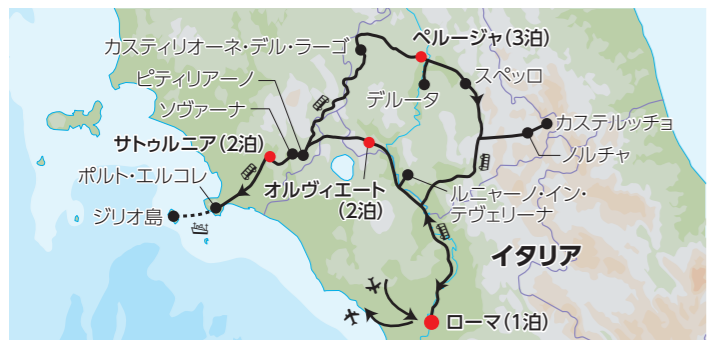 カスティリオーネ・デル・ラーゴ
ペルージャ(3泊)
ピティリアーノ
スペッロ
ソヴァーナ
デルータ
カステルッチョ
サトゥルニア(2泊)
ノルチャ
ポルト・エルコレ
オルヴィエート
(2泊)
ルニャーノ・イン・
テヴェリーナ
ジリオ島
イタリア
ローマ(1泊)